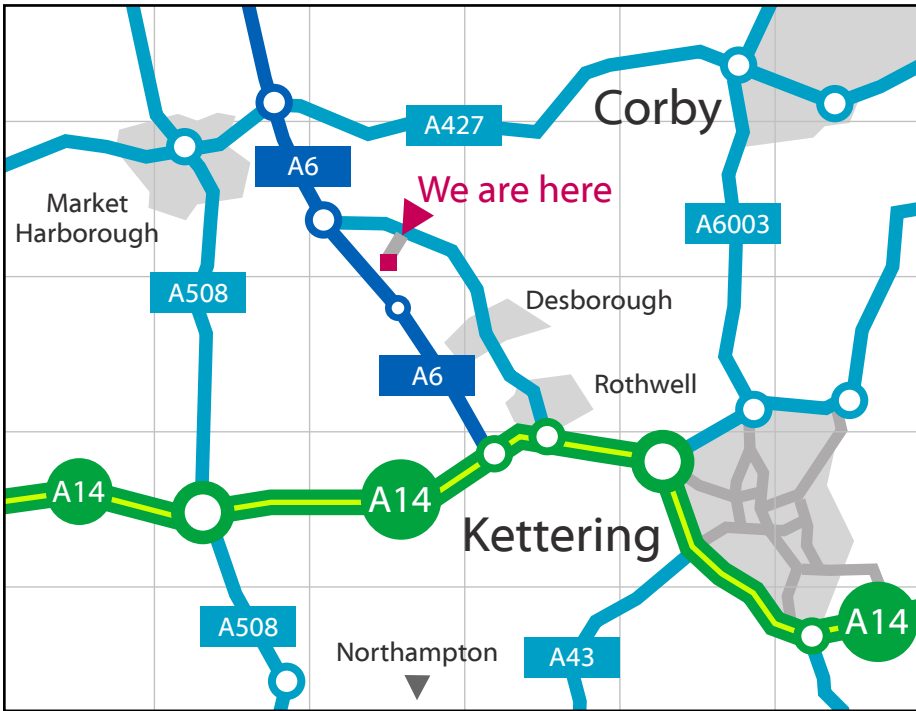 Corby
A427
A6
We are here
Market
Harborough
A6003
A508
Desborough
A6
Rothwell
A14
A14
Kettering
A508
Northampton
A43
A14